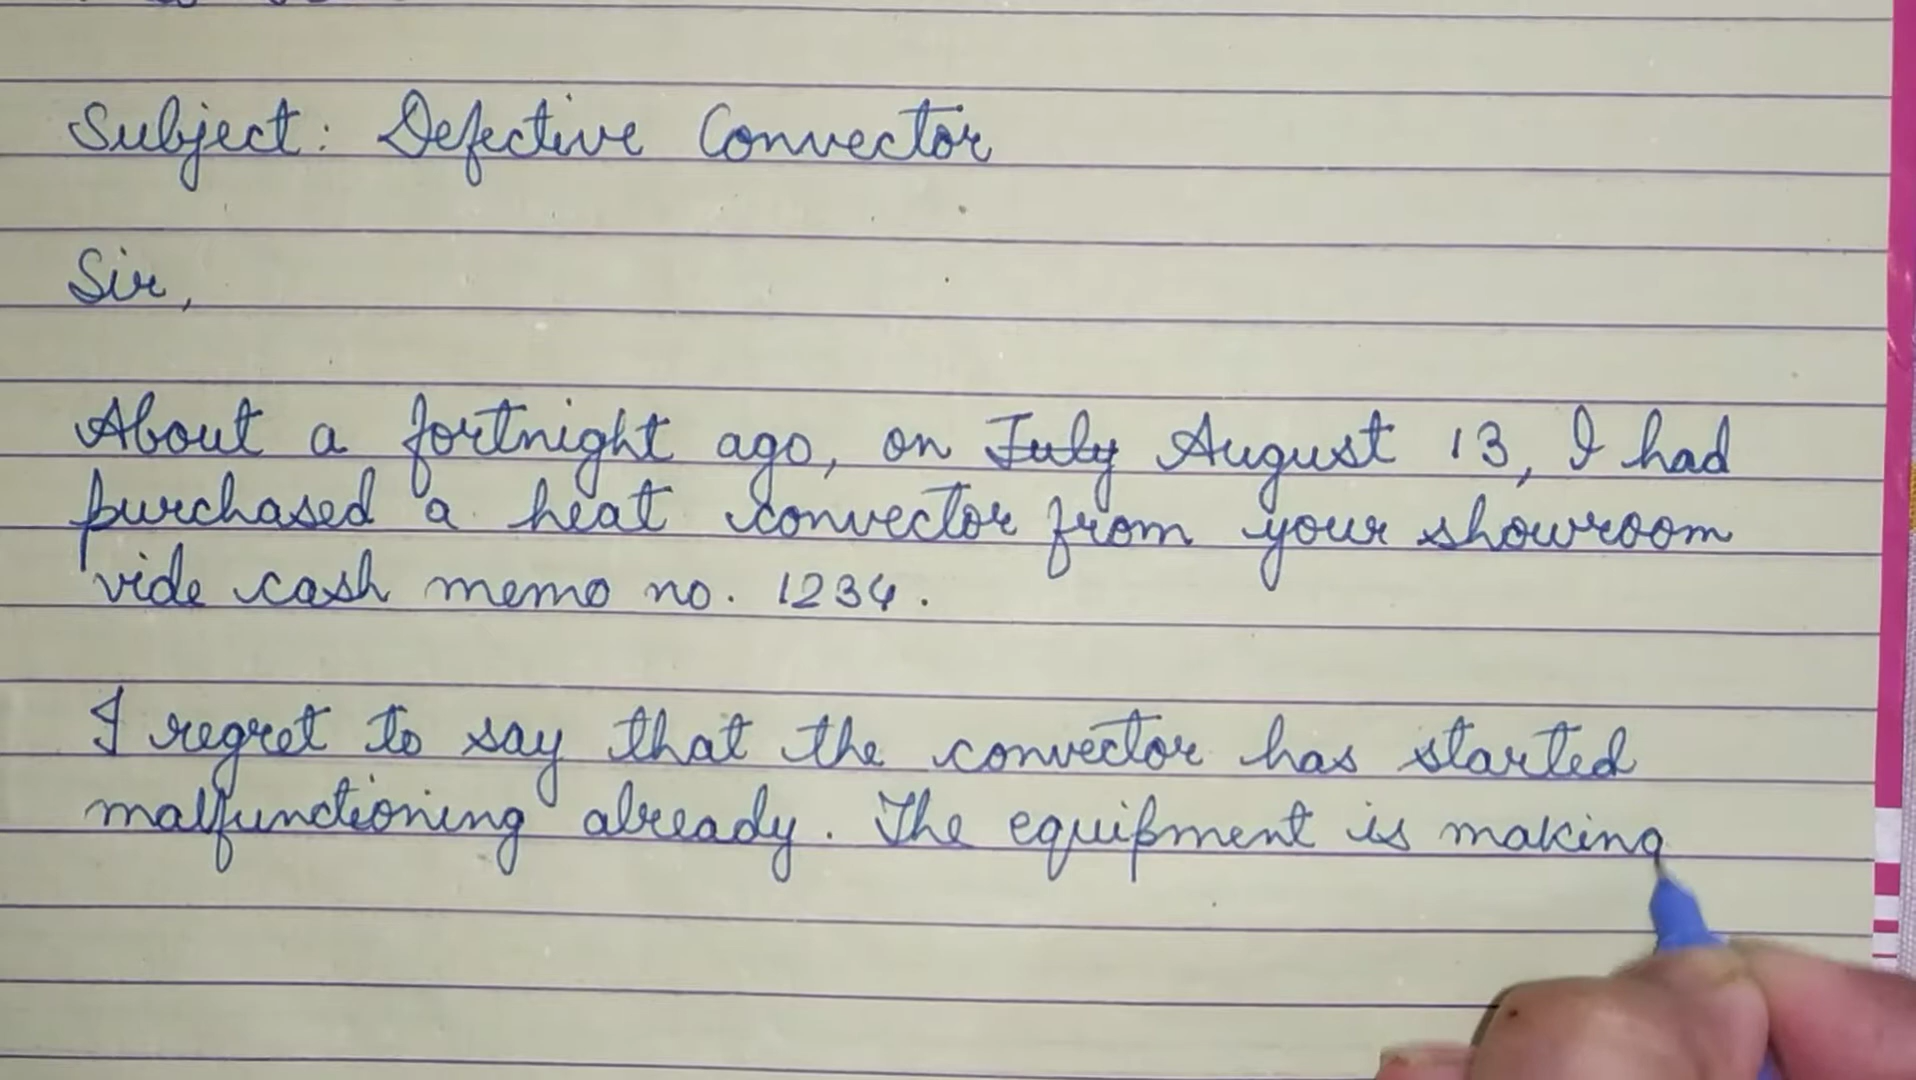 Subject: Defective Convector
Sir,
About a fortnight ago, on July August 13, I had
purchased a heat convector from your showroom
vide cash memo no. 1234.
I regret to say that the convector has started
malfunctioning already. The equipment is making